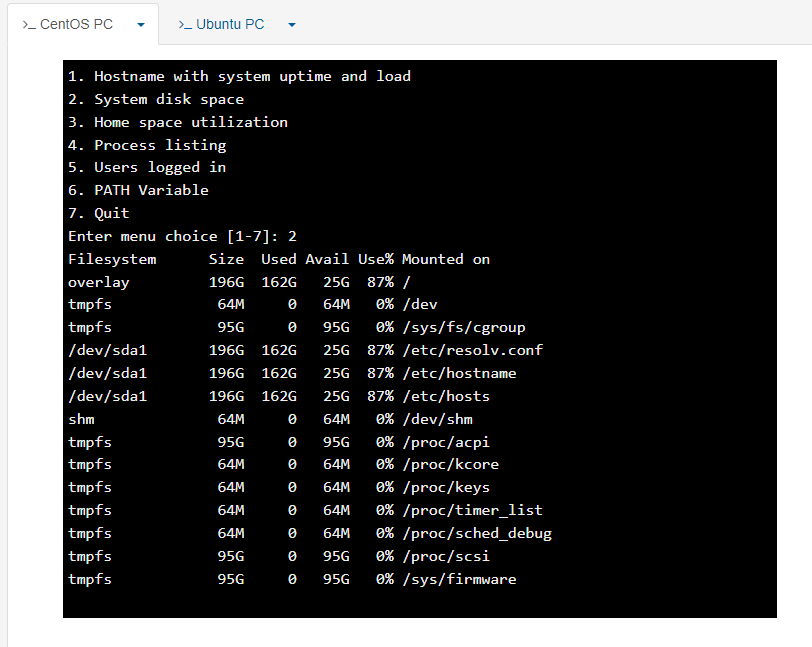 >_ CentOS PC >_ Ubuntu PC
1. Hostname with system uptime and load
2. System disk space
3. Home space utilization
4. Process listing
5. Users logged in
6. PATH Variable
7. Quit
Enter menu choice [1-7]: 2
Filesystem      Size  Used Avail Use% Mounted on
overlay         196G  162G   25G  87% /
tmpfs            64M     0   64M   0% /dev
tmpfs            95G     0   95G   0% /sys/fs/cgroup
/dev/sda1       196G  162G   25G  87% /etc/resolv.conf
/dev/sda1       196G  162G   25G  87% /etc/hostname
/dev/sda1       196G  162G   25G  87% /etc/hosts
shm              64M     0   64M   0% /dev/shm
tmpfs            95G     0   95G   0% /proc/acpi
tmpfs            64M     0   64M   0% /proc/kcore
tmpfs            64M     0   64M   0% /proc/keys
tmpfs            64M     0   64M   0% /proc/timer_list
tmpfs            64M     0   64M   0% /proc/sched_debug
tmpfs            95G     0   95G   0% /proc/scsi
tmpfs            95G     0   95G   0% /sys/firmware